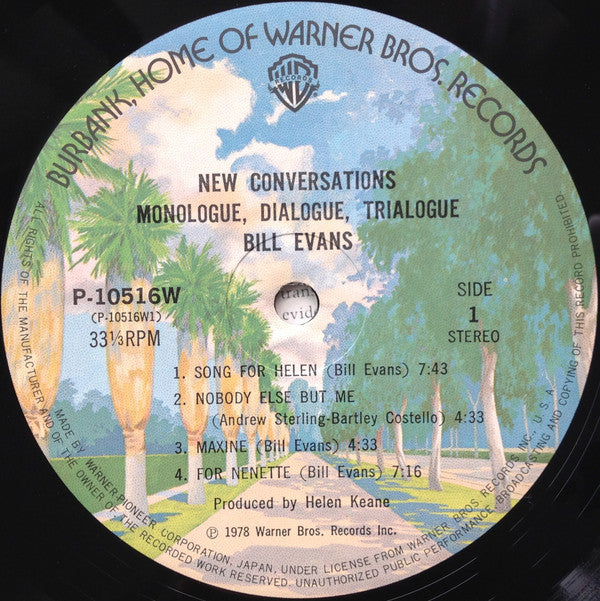 BURBANK, HOME OF WARNER BROS. RECORDS
RECORDS
NEW CONVERSATIONS
MONOLOGUE, DIALOGUE, TRIALOGUE
BILL EVANS
P-10516W
(P-10516W1)
33⅓RPM
SIDE
1
STEREO
1. SONG FOR HELEN (Bill Evans) 7:43
2. NOBODY ELSE BUT ME
(Andrew Sterling-Bartley Costello) 4:33
3. MAXINE (Bill Evans) 4:33
4. FOR NENETTE (Bill Evans) 7:16
Produced by Helen Keane
Ⓟ 1978 Warner Bros. Records Inc.
MADE BY WARNER-PIONEER CORPORATION, JAPAN, UNDER LICENSE FROM WARNER BROS. RECORDS INC., U.S.A.
ALL RIGHTS OF THE MANUFACTURER AND OF THE OWNER OF THE RECORDED WORK RESERVED. UNAUTHORIZED PUBLIC PERFORMANCE, BROADCASTING AND COPYING OF THIS RECORD PROHIBITED